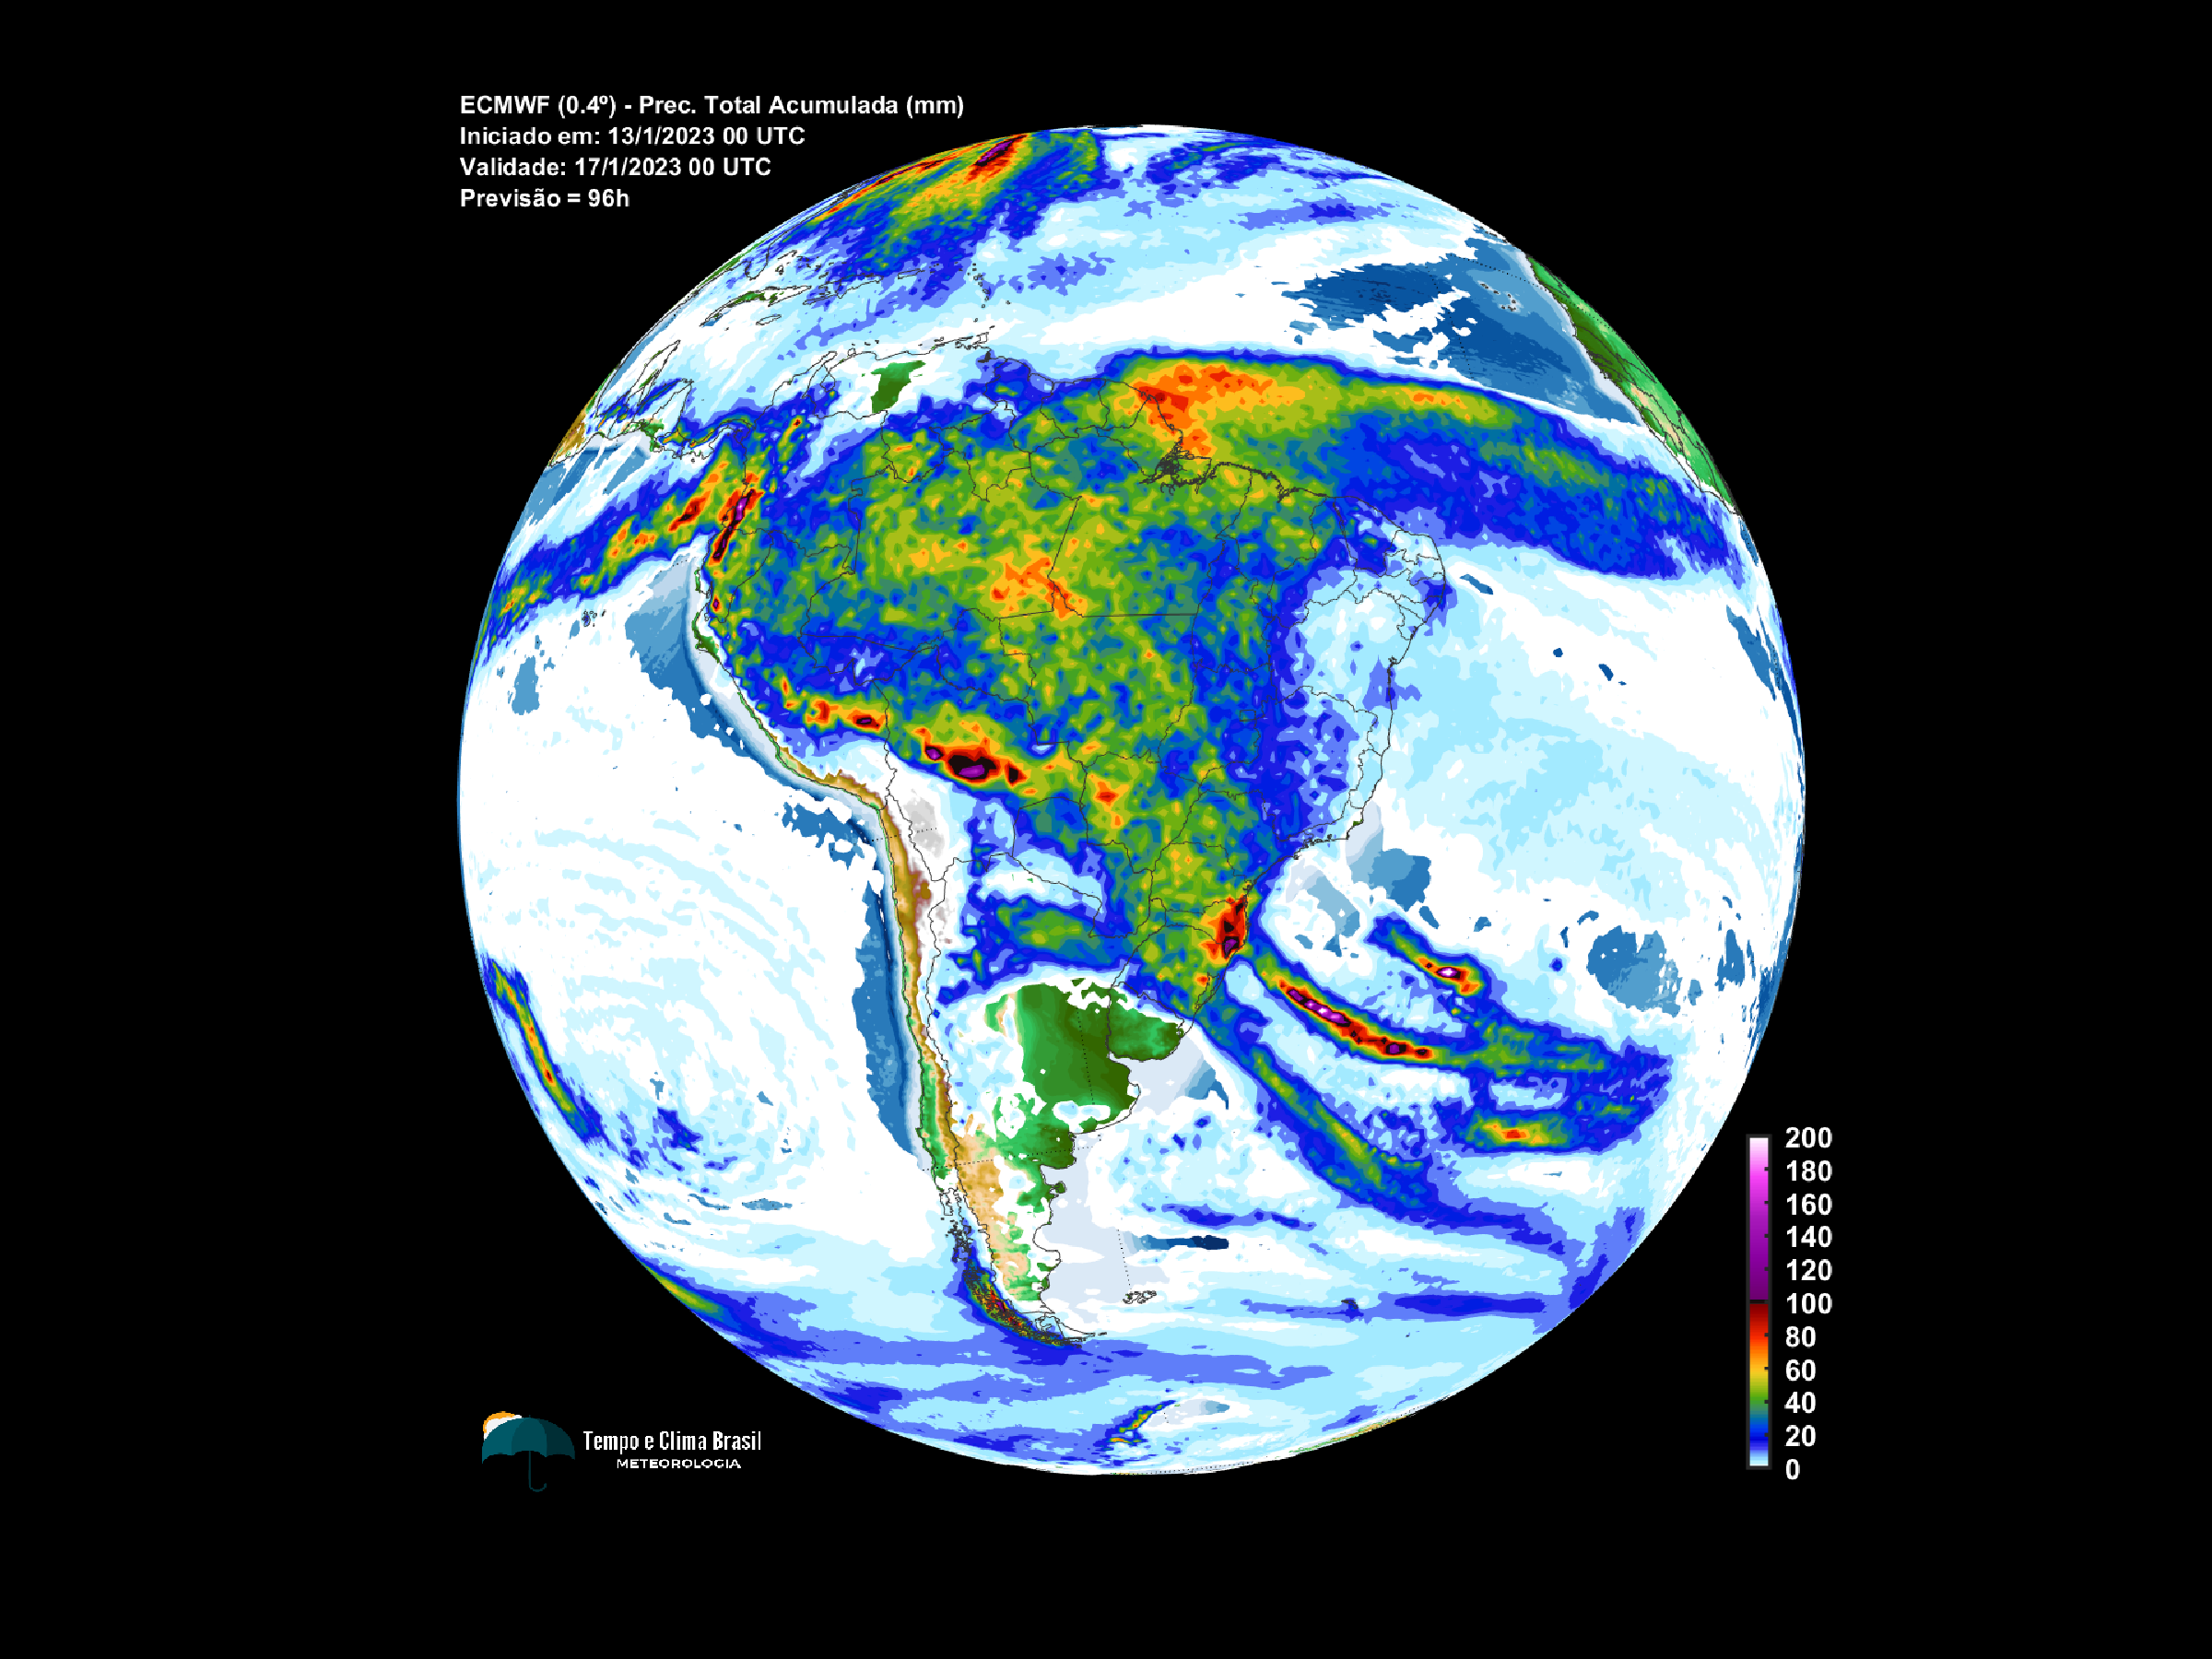 ECMWF (0.4º) - Prec. Total Acumulada (mm)
Iniciado em: 13/1/2023 00 UTC
Validade: 17/1/2023 00 UTC
Previsão = 96h
200
180
160
140
120
100
80
60
40
20
0
Tempo e Clima Brasil
METEOROLOGIA